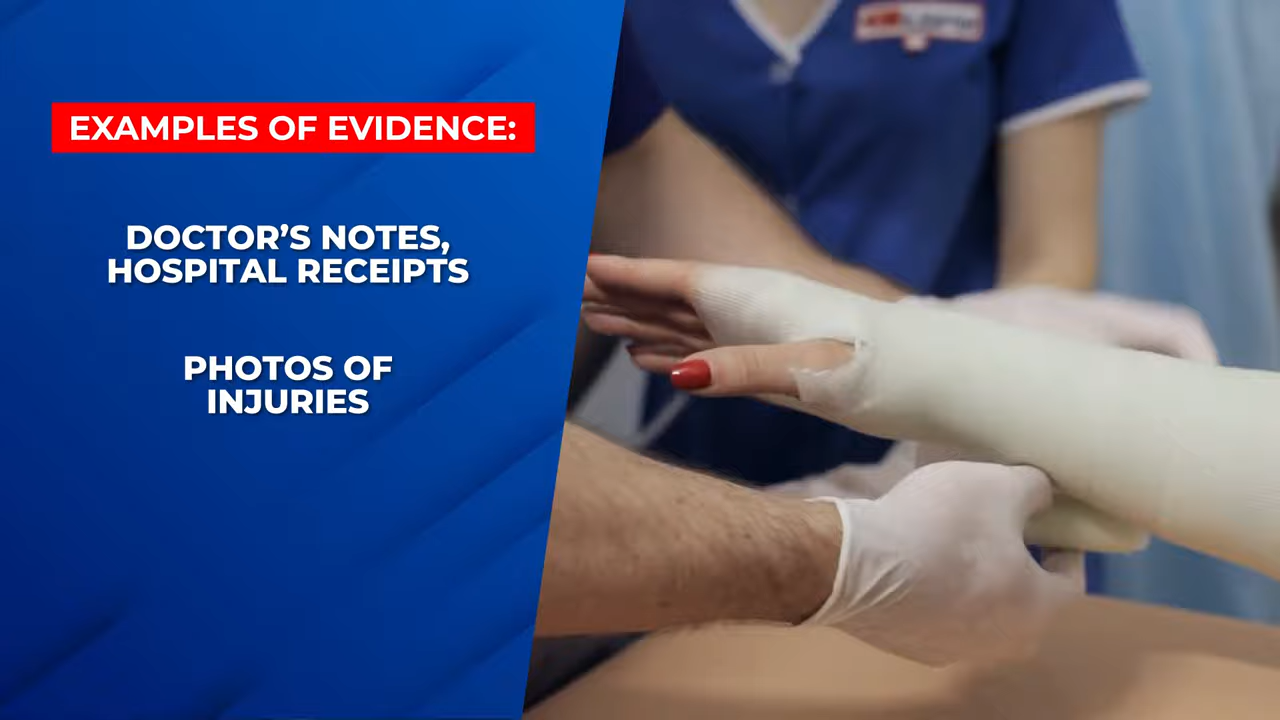 EXAMPLES OF EVIDENCE:
DOCTOR’S NOTES,
HOSPITAL RECEIPTS
PHOTOS OF
INJURIES